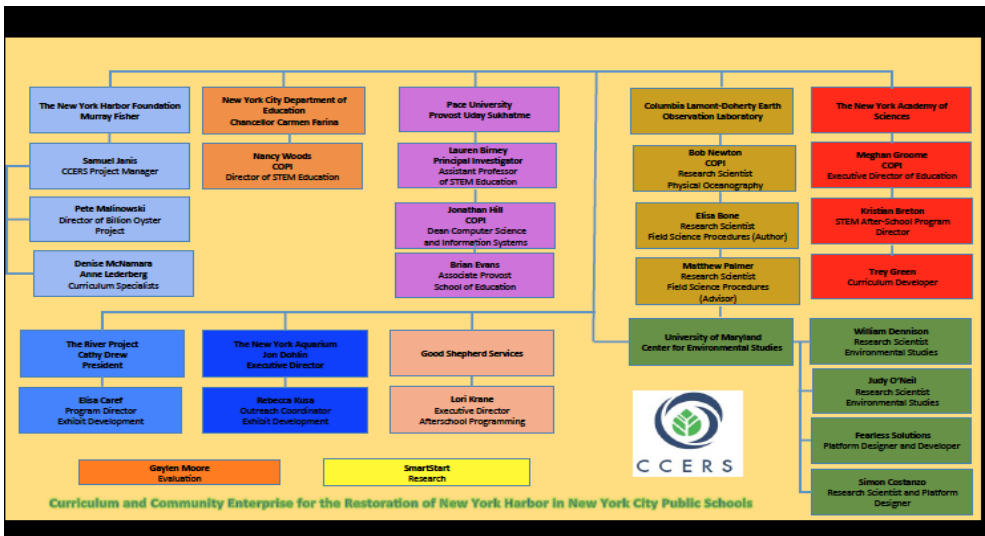 The New York Harbor Foundation
Murray Fisher
Samuel Janis
CCERS Project Manager
Pete Malinowski
Director of Billion Oyster
Project
Denise McNamara
Anne Lederberg
Curriculum Specialists
New York City Department of
Education
Chancellor Carmen Farina
Nancy Woods
COPI
Director of STEM Education
Pace University
Provost Uday Sukhatme
Lauren Birney
Principal Investigator
Assistant Professor
of STEM Education
Jonathan Hill
COPI
Dean Computer Science
and Information Systems
Brian Evans
Associate Provost
School of Education
Columbia Lamont-Doherty Earth
Observation Laboratory
Bob Newton
COPI
Research Scientist
Physical Oceanography
Elisa Bone
Research Scientist
Field Science Procedures (Author)
Matthew Palmer
Research Scientist
Field Science Procedures
(Advisor)
The New York Academy of
Sciences
Meghan Groome
COPI
Executive Director of Education
Kristian Breton
STEM After-School Program
Director
Trey Green
Curriculum Developer
The River Project
Cathy Drew
President
Elisa Caref
Program Director
Exhibit Development
The New York Aquarium
Jon Dohlin
Executive Director
Rebecca Kusa
Outreach Coordinator
Exhibit Development
Good Shepherd Services
Lori Krane
Executive Director
Afterschool Programming
University of Maryland
Center for Environmental Studies
William Dennison
Research Scientist
Environmental Studies
Judy O'Neil
Research Scientist
Environmental Studies
Fearless Solutions
Platform Designer and Developer
Simon Costanzo
Research Scientist and Platform
Designer
CCERS
Gaylen Moore
Evaluation
SmartStart
Research
Curriculum and Community Enterprise for the Restoration of New York Harbor in New York City Public Schools